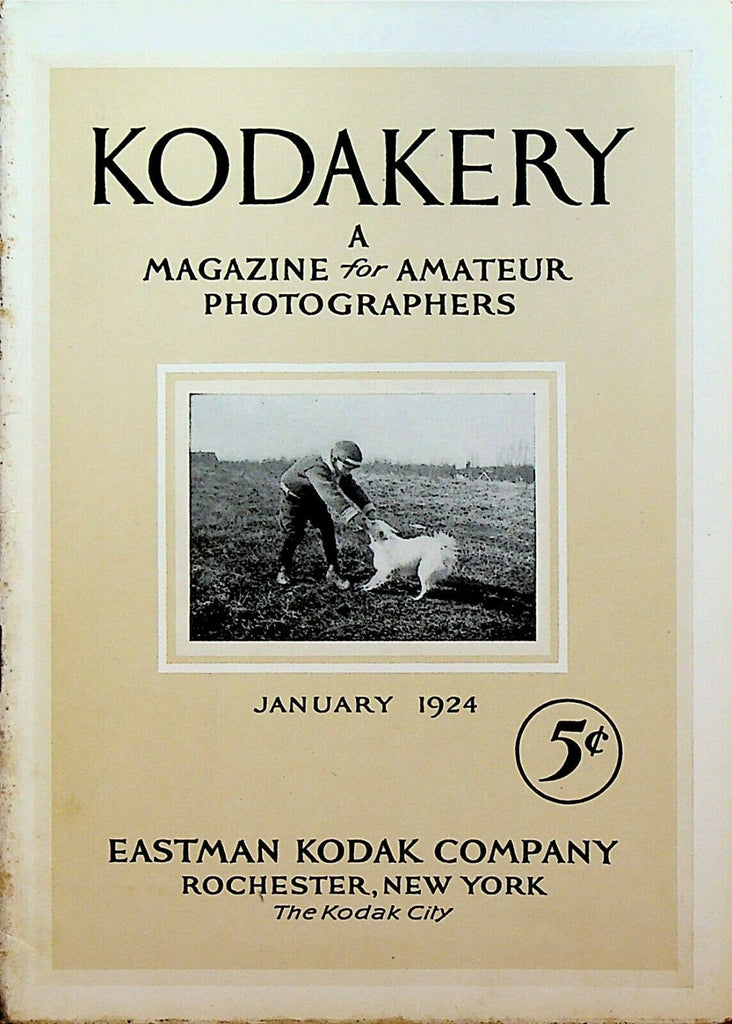 KODAKERY
A
MAGAZINE for AMATEUR
PHOTOGRAPHERS
JANUARY 1924
5¢
EASTMAN KODAK COMPANY
ROCHESTER, NEW YORK
The Kodak City